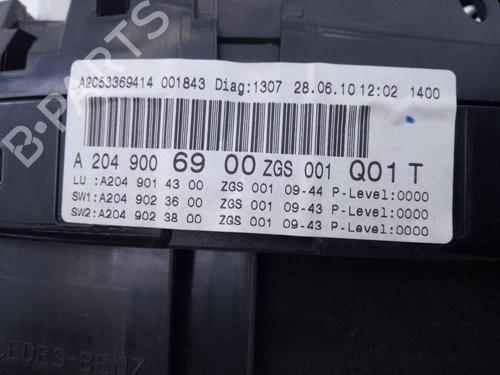 A2C53369414 001843 Diag:1307 28.06.10 12:02 1400
A 204 900 69 00 ZGS 001 Q01 T
LU :A204 901 43 00 ZGS 001 09-44 P-Level:0000
SW1:A204 902 36 00 ZGS 001 09-43 P-Level:0000
SW2:A204 902 38 00 ZGS 001 09-43 P-Level:0000
B-PARTS